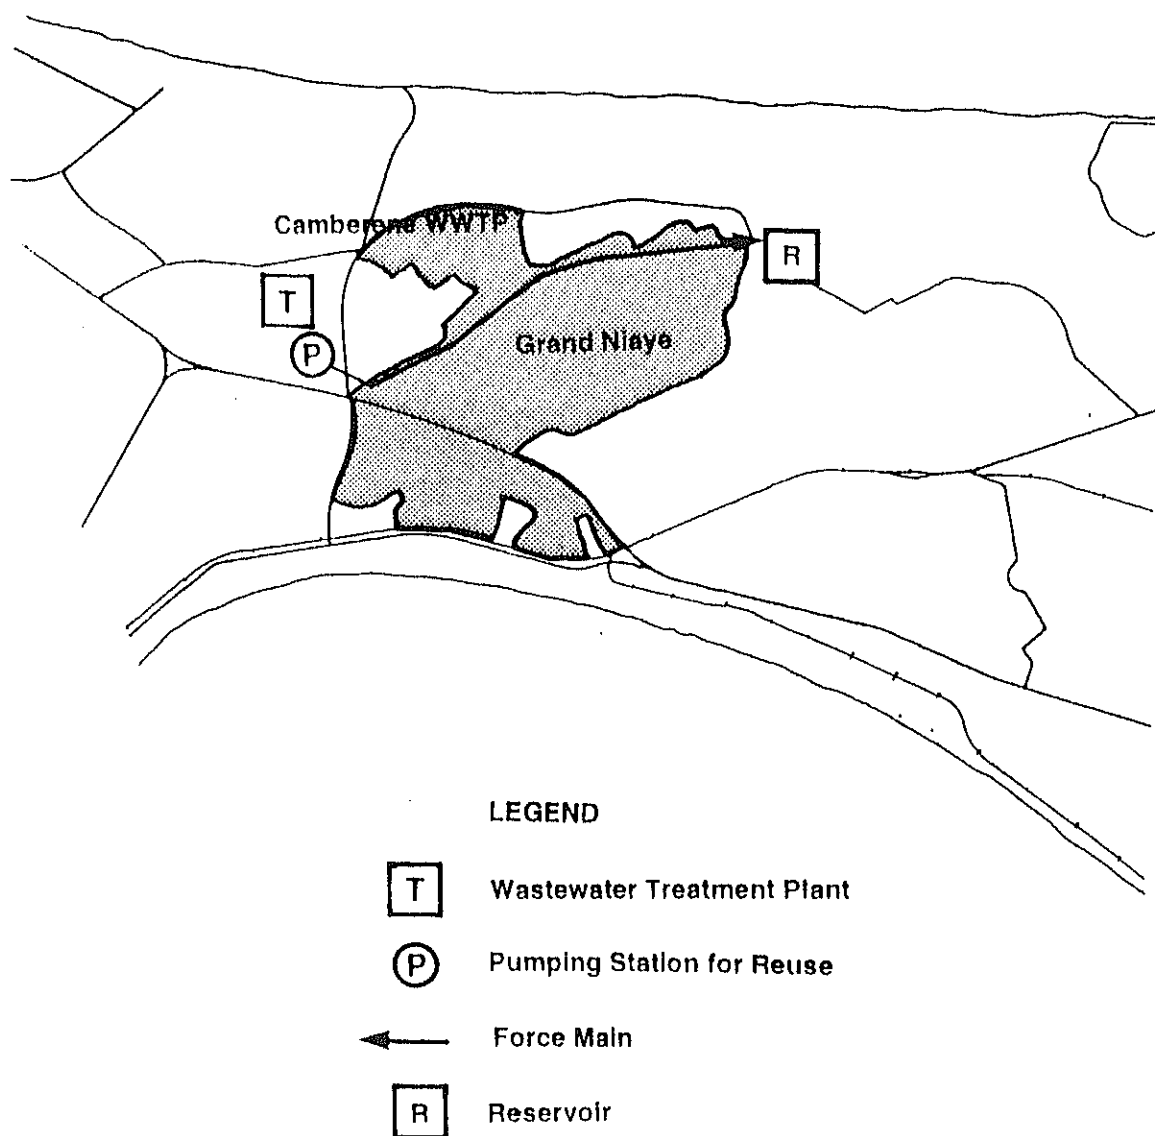 Camberene WWTP
T
R
P
Grand Niaye
LEGEND
T Wastewater Treatment Plant
P Pumping Station for Reuse
Force Main
R Reservoir